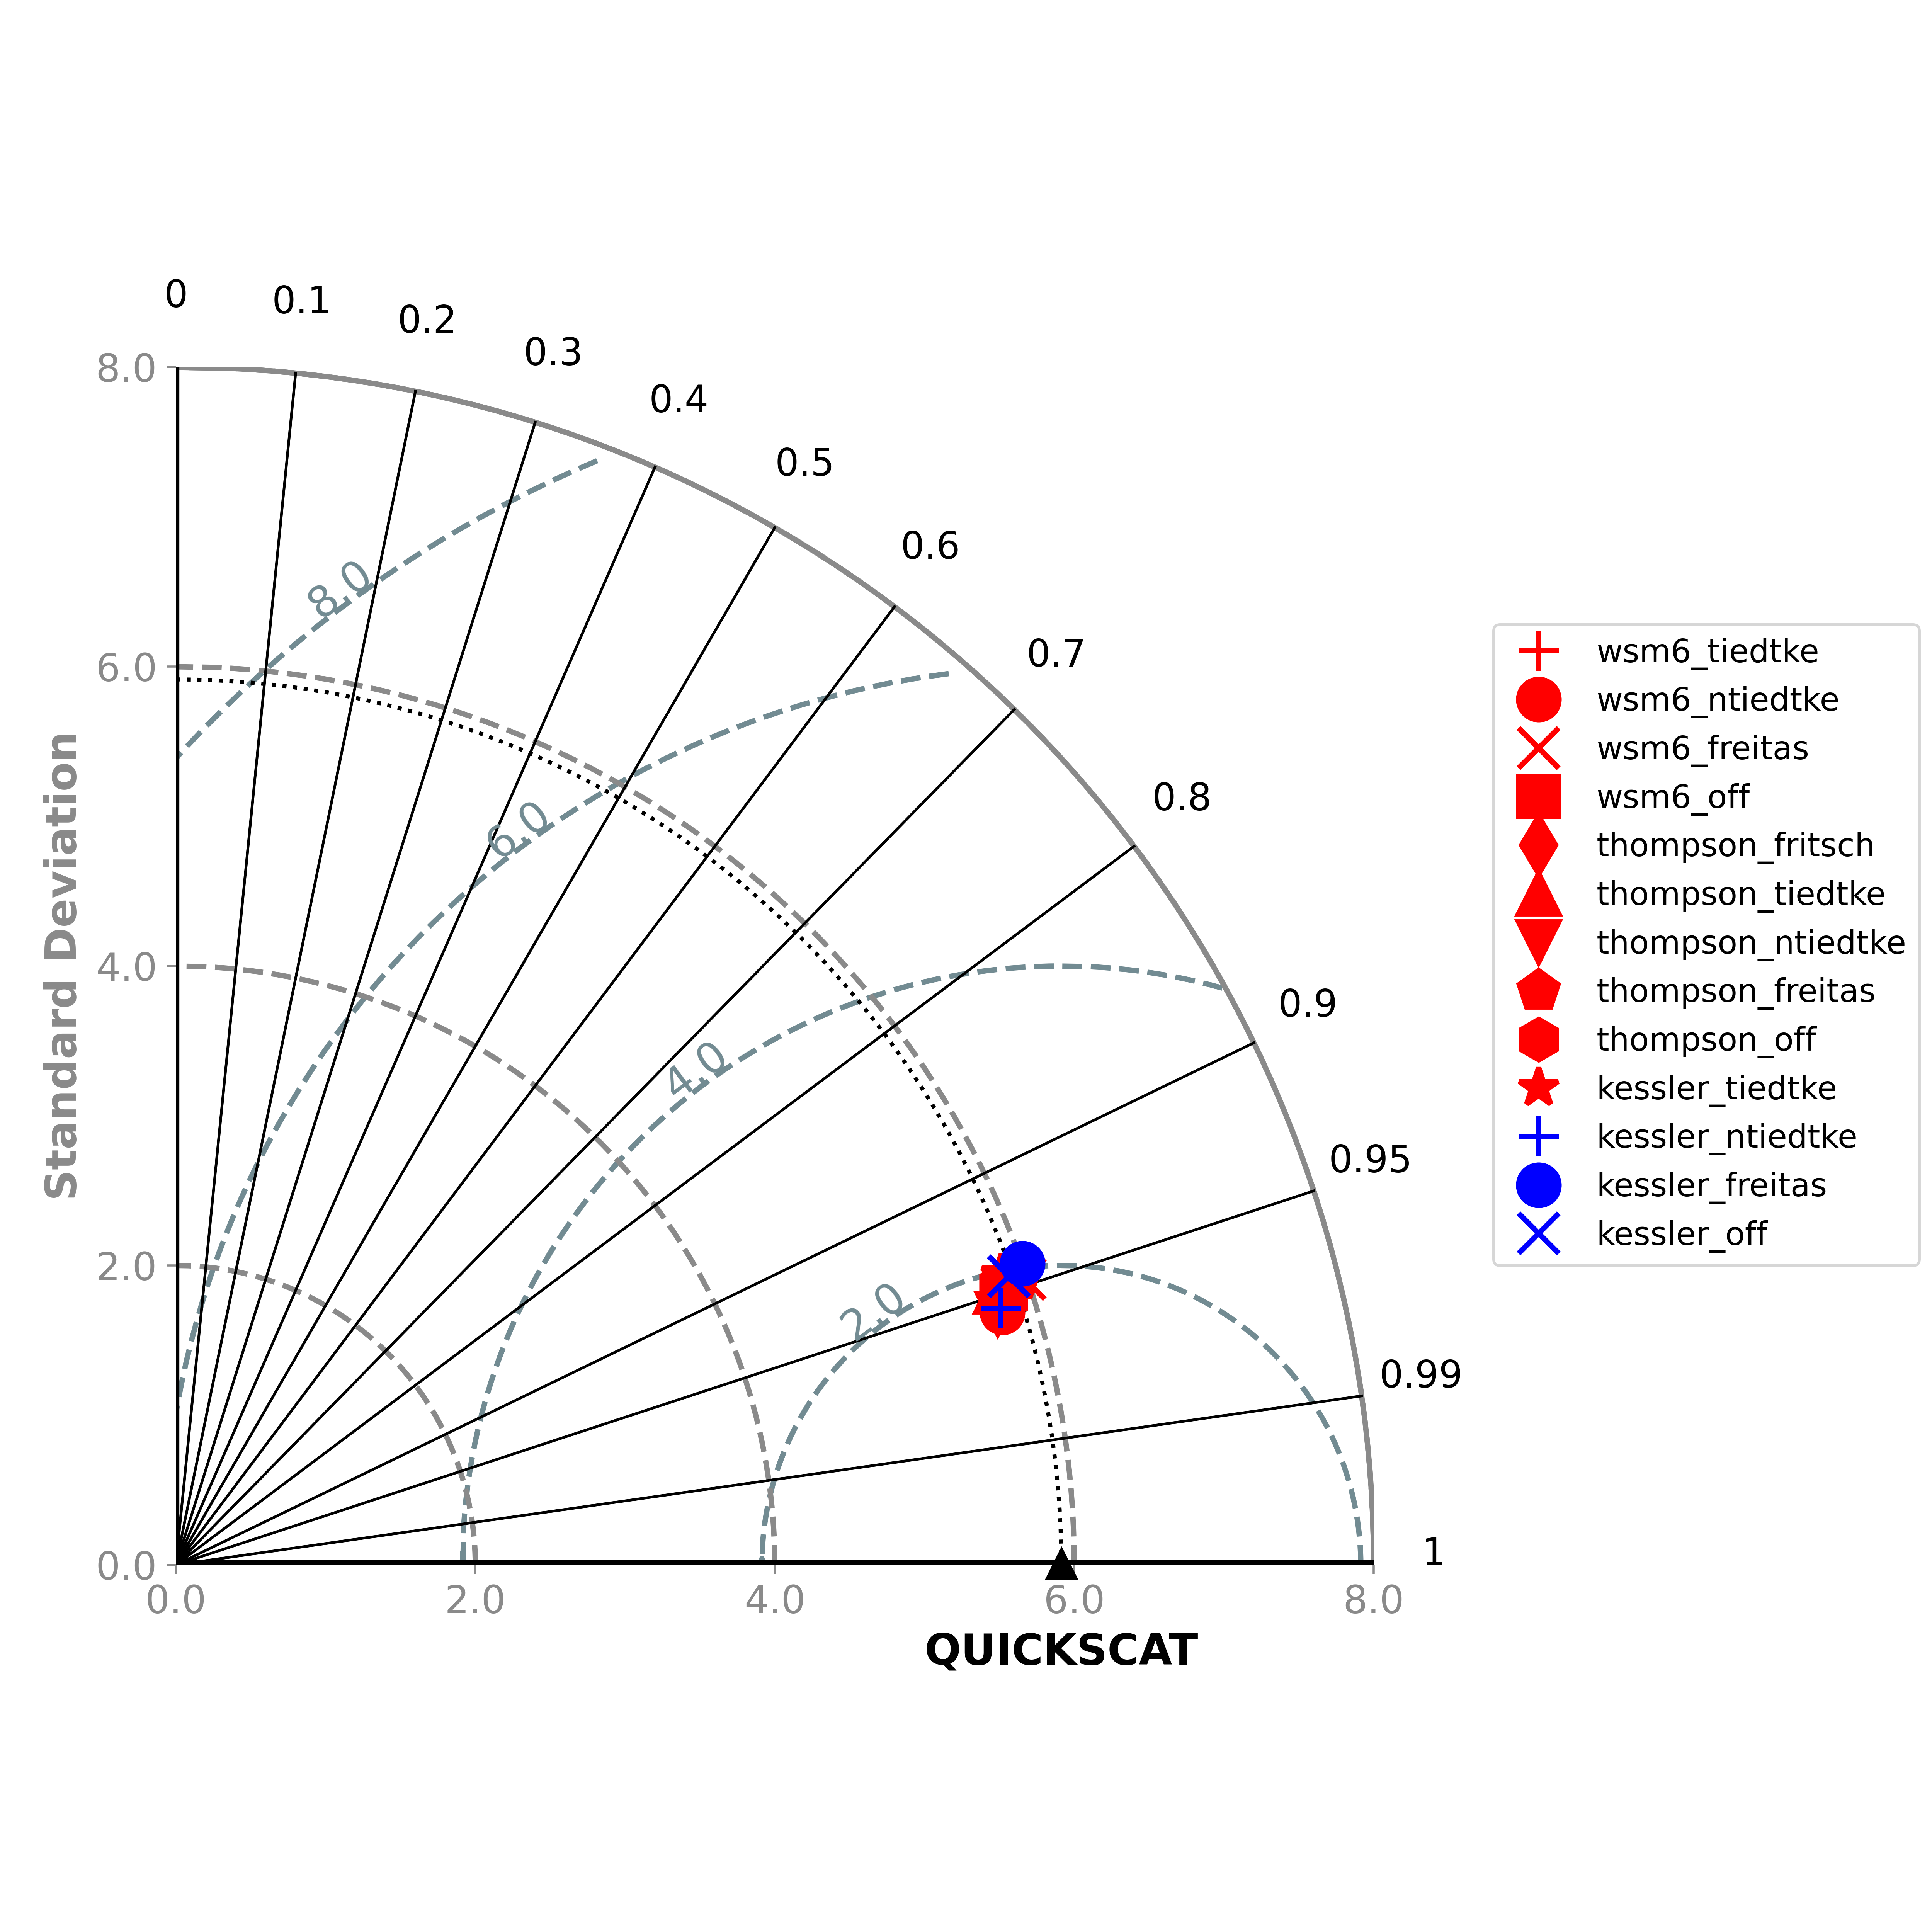 0
0.1
0.2
0.3
0.4
0.5
0.6
0.7
0.8
0.9
0.95
0.99
1
8.0
6.0
4.0
2.0
0.0
Standard Deviation
8.0
6.0
4.0
2.0
0.0
2.0
4.0
6.0
8.0
QUICKSCAT
wsm6_tiedtke
wsm6_ntiedtke
wsm6_freitas
wsm6_off
thompson_fritsch
thompson_tiedtke
thompson_ntiedtke
thompson_freitas
thompson_off
kessler_tiedtke
kessler_ntiedtke
kessler_freitas
kessler_off